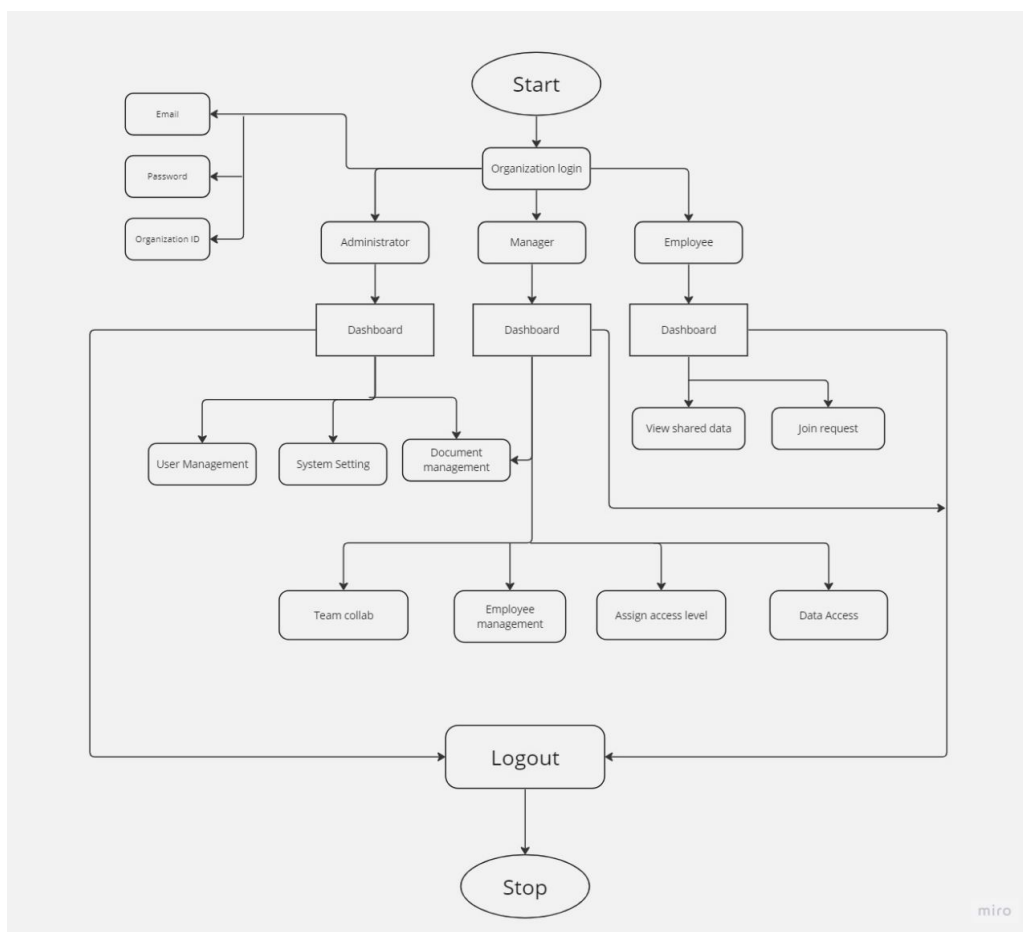 Start
Email
Organization login
Password
Organization ID
Administrator
Manager
Employee
Dashboard
Dashboard
Dashboard
View shared data
Join request
User Management
System Setting
Document
management
Team collab
Employee
management
Assign access level
Data Access
Logout
Stop
miro